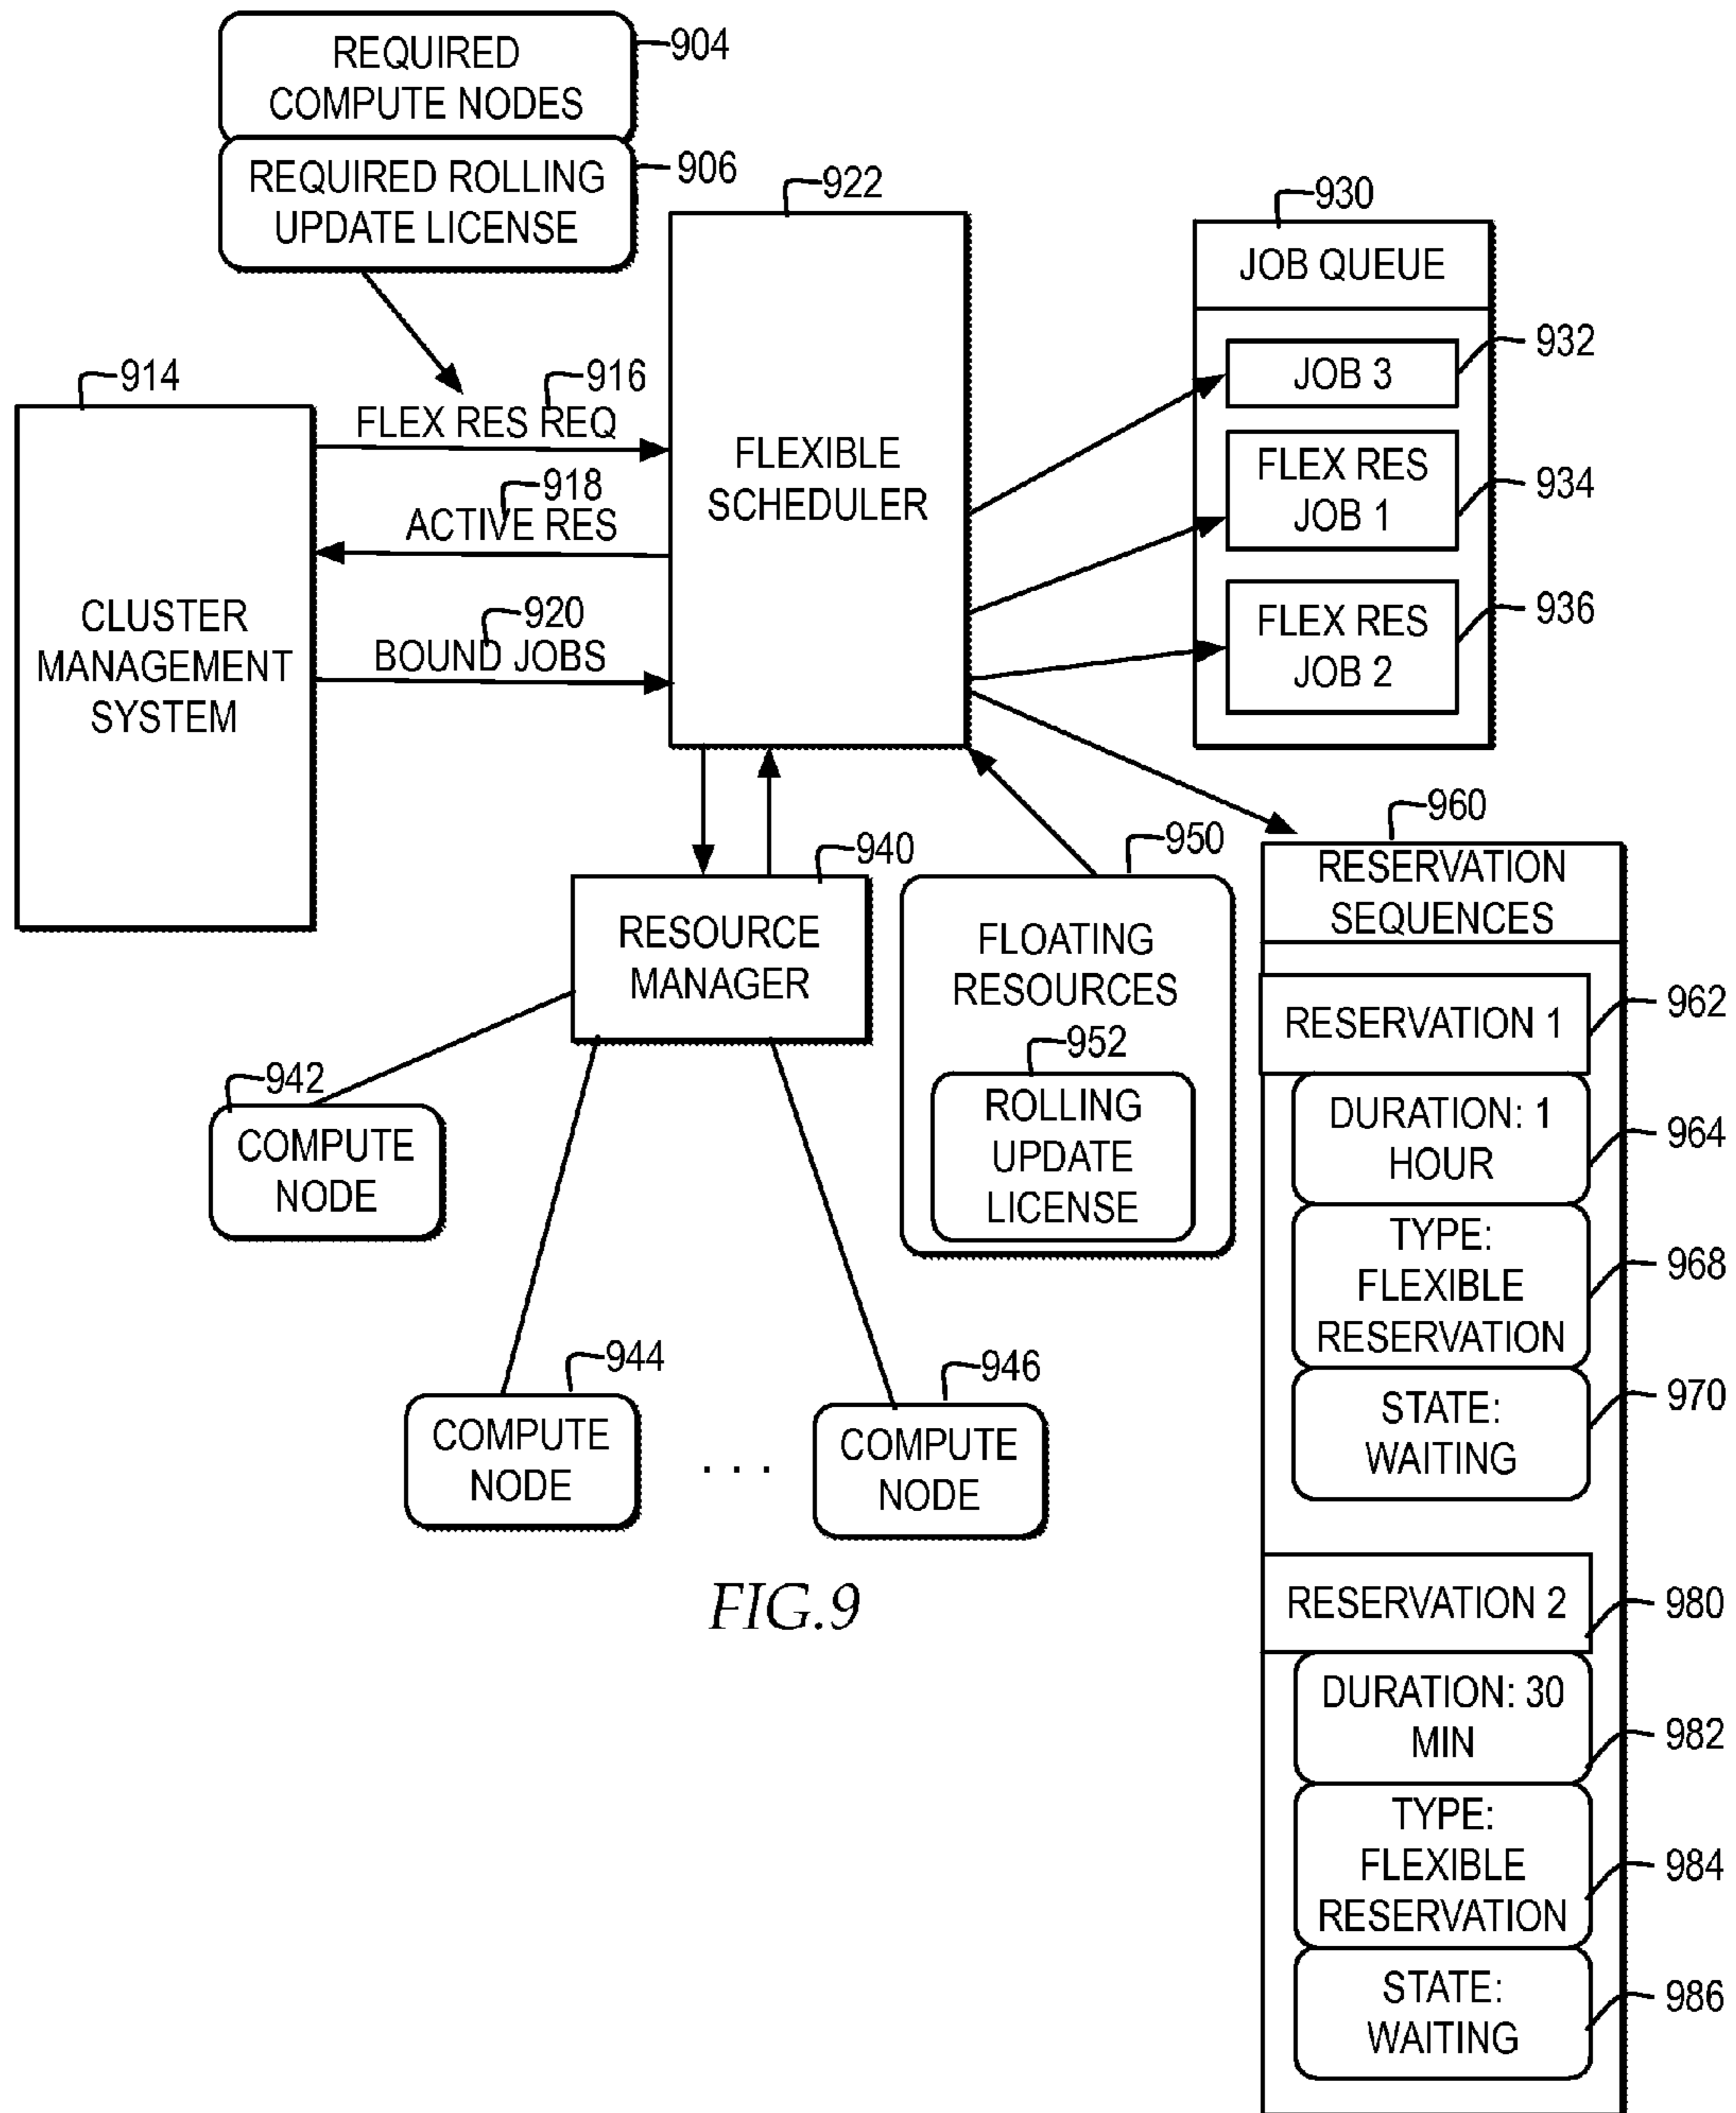 REQUIRED
COMPUTE NODES
904
REQUIRED ROLLING
UPDATE LICENSE
906
922
FLEXIBLE
SCHEDULER
930
JOB QUEUE
JOB 3
932
FLEX RES
JOB 1
934
FLEX RES
JOB 2
936
914
CLUSTER
MANAGEMENT
SYSTEM
916
FLEX RES REQ
918
ACTIVE RES
920
BOUND JOBS
940
RESOURCE
MANAGER
950
FLOATING
RESOURCES
952
ROLLING
UPDATE
LICENSE
942
COMPUTE
NODE
944
COMPUTE
NODE
. . .
946
COMPUTE
NODE
960
RESERVATION
SEQUENCES
RESERVATION 1
962
DURATION: 1
HOUR
964
TYPE:
FLEXIBLE
RESERVATION
968
STATE:
WAITING
970
RESERVATION 2
980
DURATION: 30
MIN
982
TYPE:
FLEXIBLE
RESERVATION
984
STATE:
WAITING
986
FIG.9